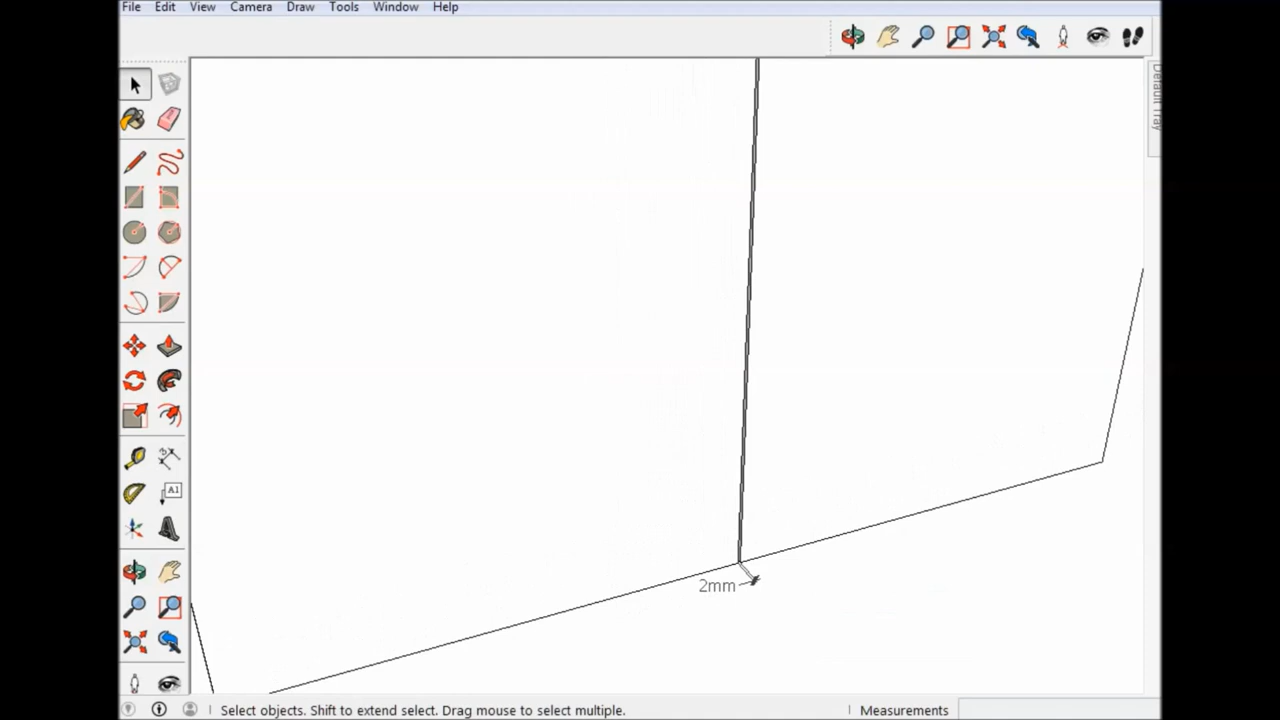 File Edit View Camera Draw Tools Window Help
Default Tray
A1
2mm
Select objects. Shift to extend select. Drag mouse to select multiple.
Measurements